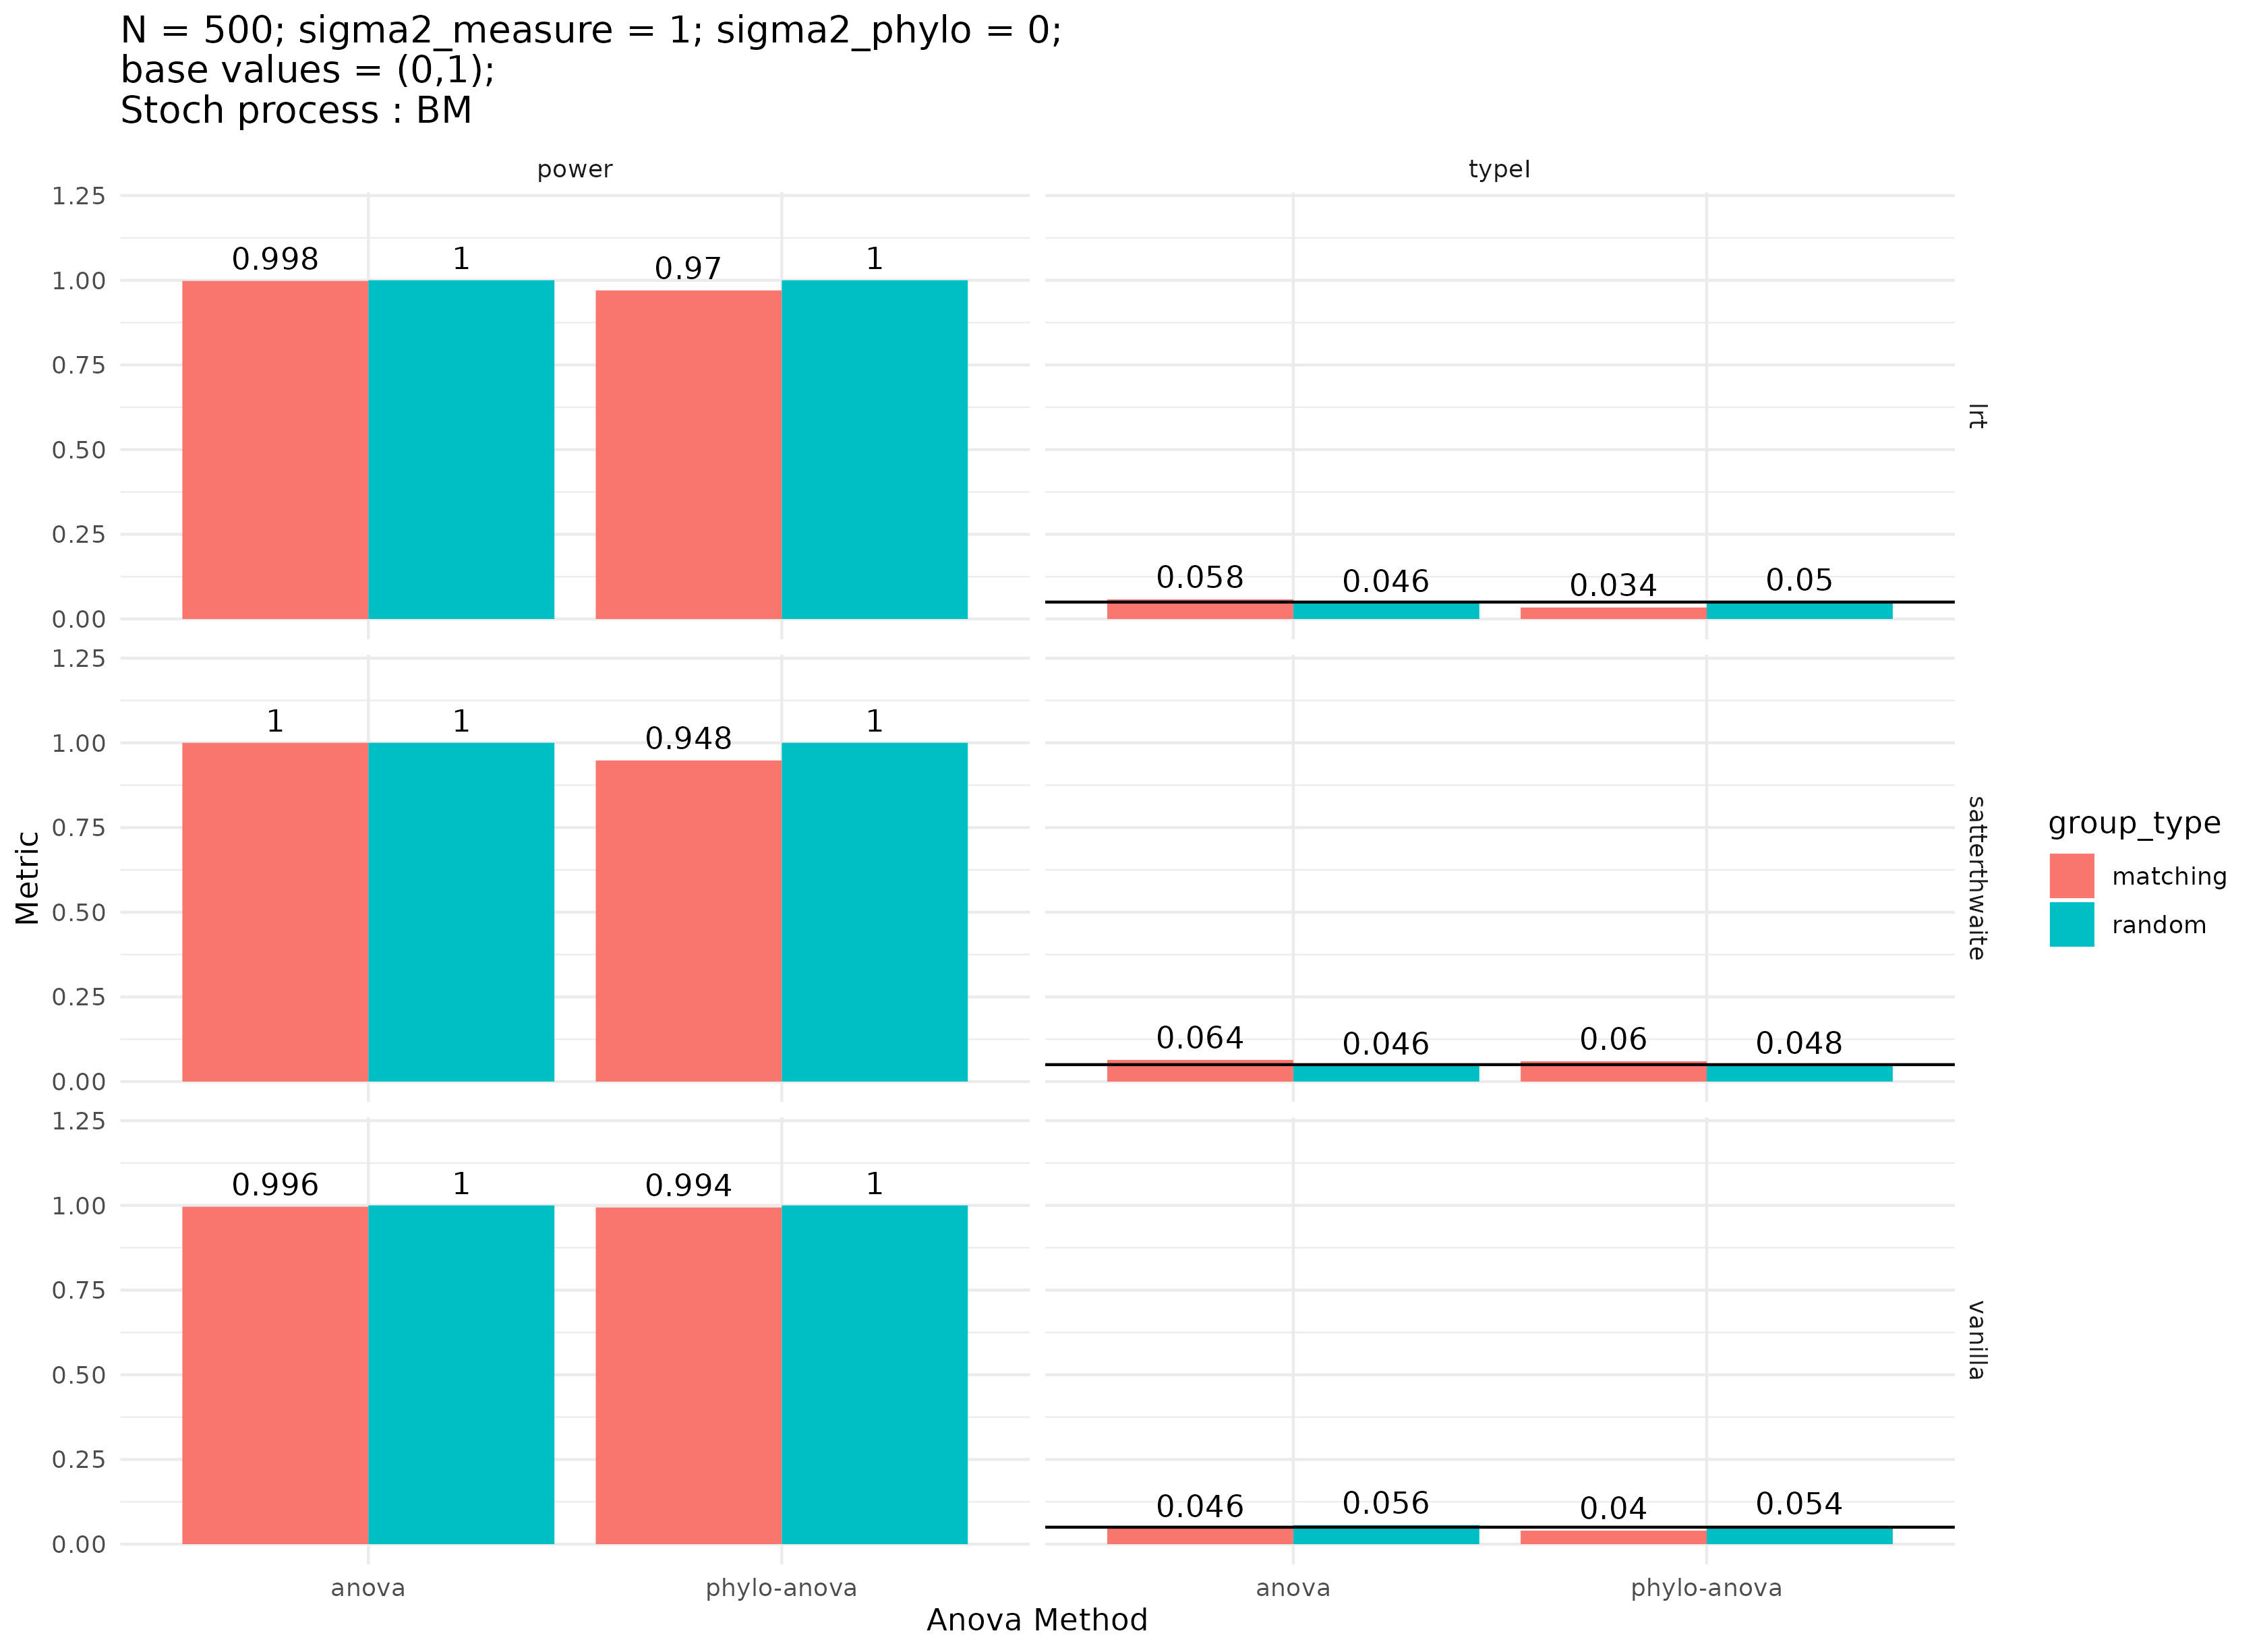 N = 500; sigma2_measure = 1; sigma2_phylo = 0;
base values = (0,1);
Stoch process : BM
power
typeI
1.25
1.00
0.75
0.50
0.25
0.00
0.998
1
0.97
1
0.058
0.046
0.034
0.05
lrt
1.25
1.00
0.75
0.50
0.25
0.00
1
1
0.948
1
0.064
0.046
0.06
0.048
satterthwaite
1.25
1.00
0.75
0.50
0.25
0.00
0.996
1
0.994
1
0.046
0.056
0.04
0.054
vanilla
anova
phylo-anova
anova
phylo-anova
Anova Method
Metric
group_type
matching
random